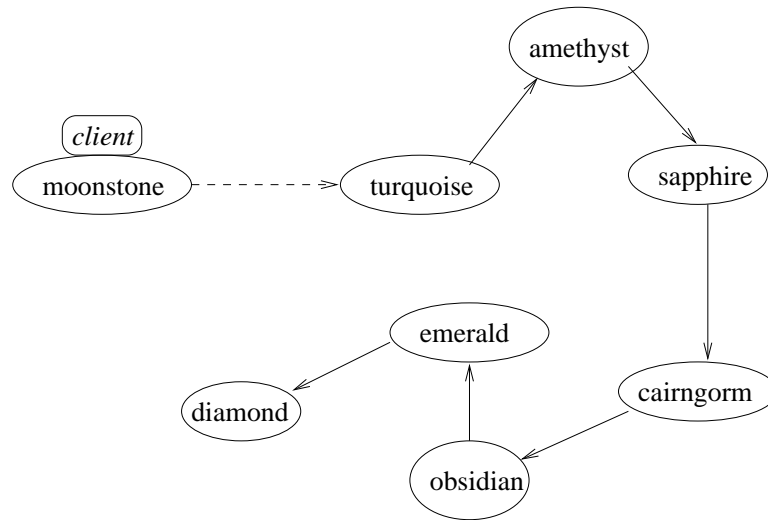 amethyst
client
moonstone
turquoise
sapphire
emerald
diamond
cairngorm
obsidian